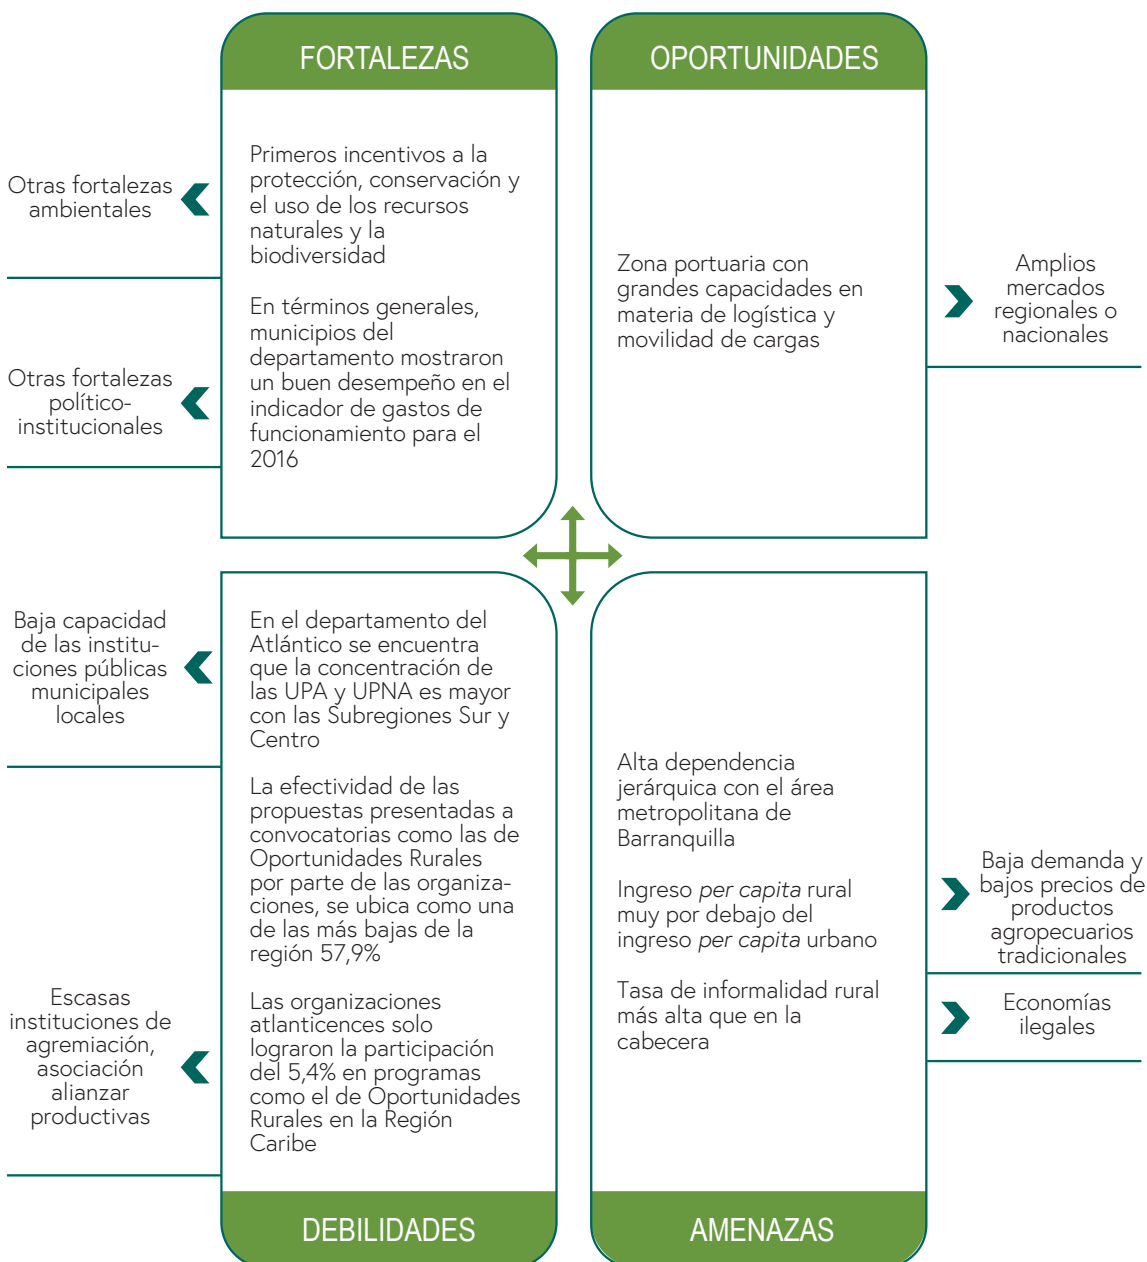 FORTALEZAS
Otras fortalezas
ambientales
Otras fortalezas
político-
institucionales
Primeros incentivos a la
protección, conservación y
el uso de los recursos
naturales y la
biodiversidad
En términos generales,
municipios del
departamento mostraron
un buen desempeño en el
indicador de gastos de
funcionamiento para el
2016
OPORTUNIDADES
Zona portuaria con
grandes capacidades en
materia de logística y
movilidad de cargas
Amplios
mercados
regionales o
nacionales
Baja capacidad
de las institu-
ciones públicas
municipales
locales
Escasas
instituciones de
agremiación,
asociación
alianzar
productivas
En el departamento del
Atlántico se encuentra
que la concentración de
las UPA y UPNA es mayor
con las Subregiones Sur y
Centro
La efectividad de las
propuestas presentadas a
convocatorias como las de
Oportunidades Rurales
por parte de las organiza-
ciones, se ubica como una
de las más bajas de la
región 57,9%
Las organizaciones
atlanticences solo
lograron la participación
del 5,4% en programas
como el de Oportunidades
Rurales en la Región
Caribe
DEBILIDADES
Alta dependencia
jerárquica con el área
metropolitana de
Barranquilla
Ingreso per capita rural
muy por debajo del
ingreso per capita urbano
Tasa de informalidad rural
más alta que en la
cabecera
Baja demanda y
bajos precios de
productos
agropecuarios
tradicionales
Economías
ilegales
AMENAZAS